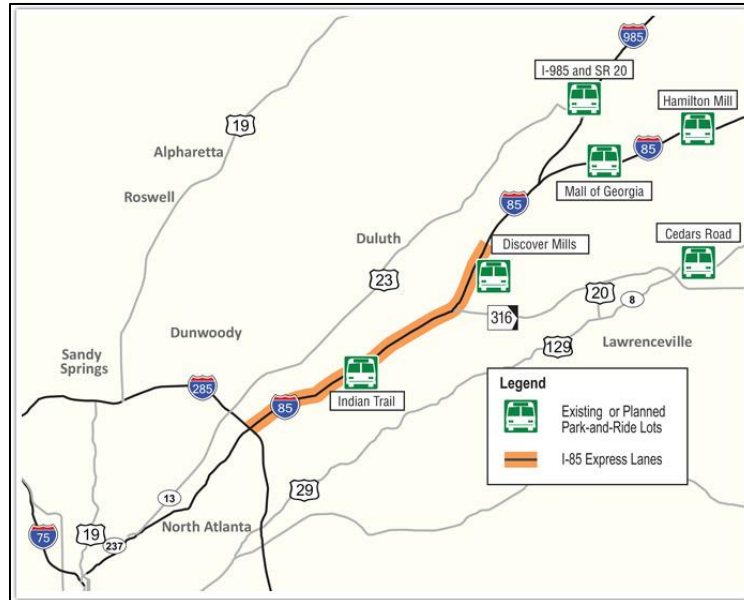 985
I-985 and SR 20
Hamilton Mill
19
85
Alpharetta
Mall of Georgia
Roswell
85
Duluth
Discover Mills
Cedars Road
23
20
8
316
Dunwoody
129
Lawrenceville
Sandy
Springs
285
Indian Trail
85
Legend
Existing or Planned
Park-and-Ride Lots
I-85 Express Lanes
29
13
North Atlanta
19
237
75